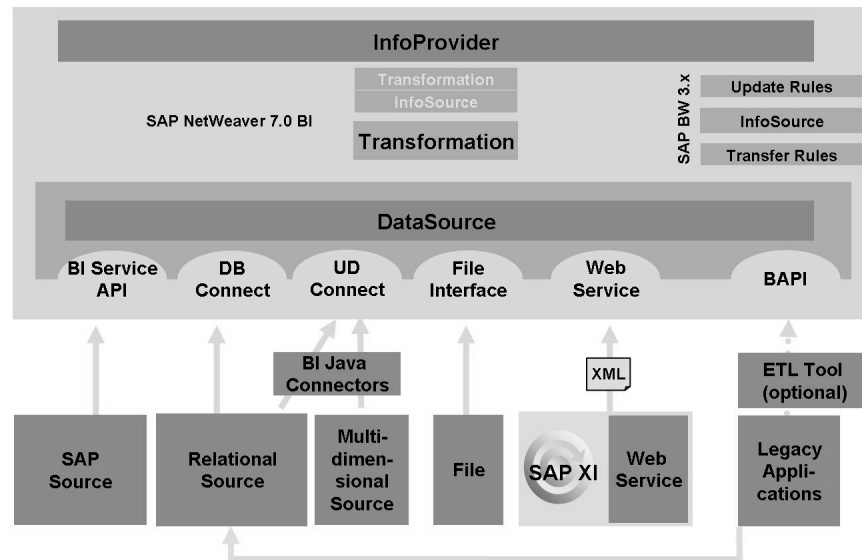 InfoProvider
Transformation
InfoSource
SAP NetWeaver 7.0 BI
Transformation
SAP BW 3.x
Update Rules
InfoSource
Transfer Rules
DataSource
BI Service
API
DB
Connect
UD
Connect
File
Interface
Web
Service
BAPI
BI Java
Connectors
XML
ETL Tool
(optional)
SAP
Source
Relational
Source
Multi-
dimen-
sional
Source
File
SAP XI
Web
Service
Legacy
Appli-
cations